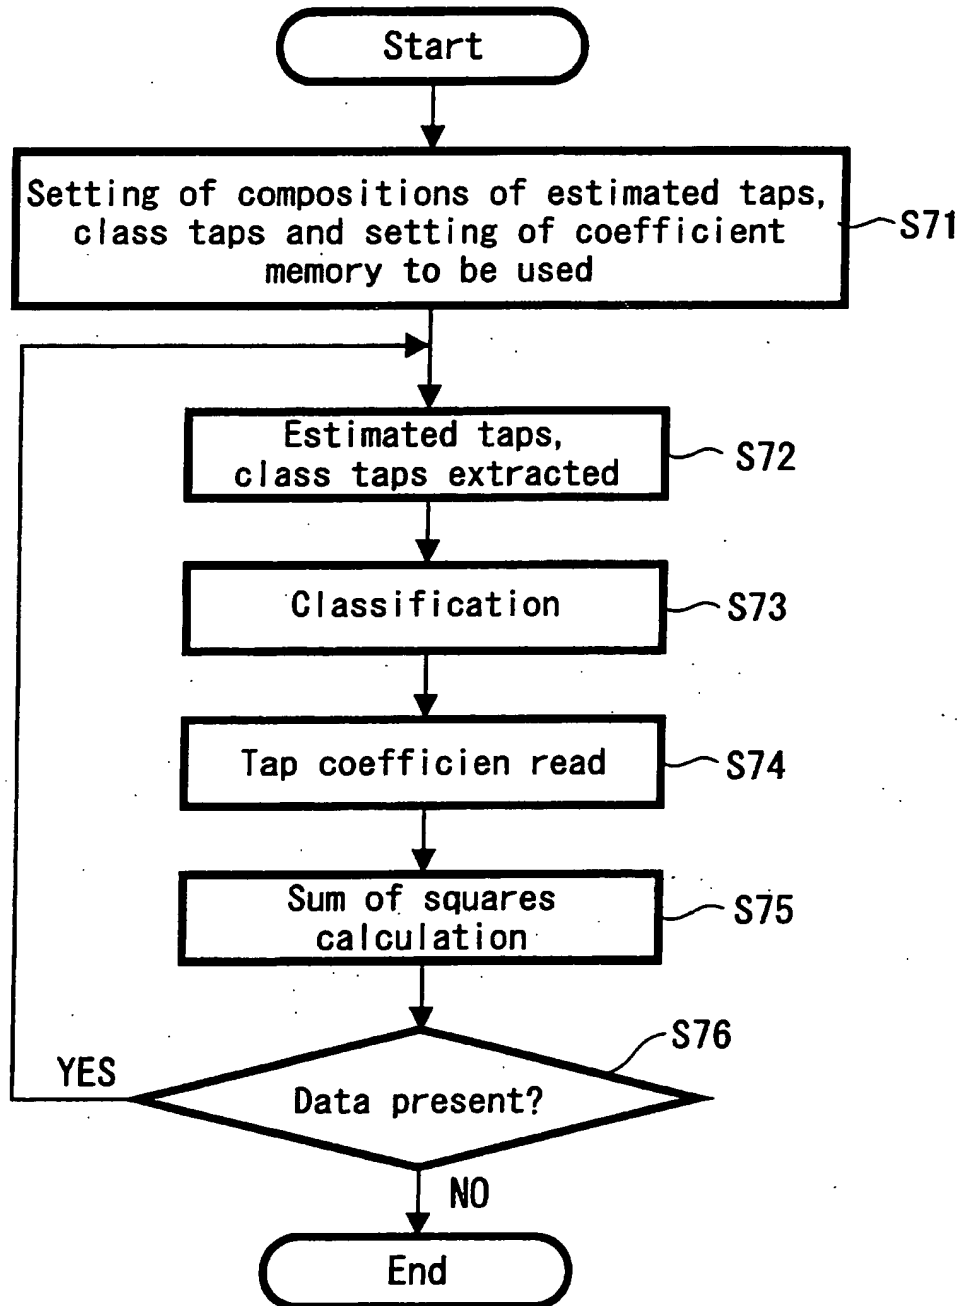 Start
Setting of compositions of estimated taps,
class taps and setting of coefficient
memory to be used
S71
Estimated taps,
class taps extracted
S72
Classification
S73
Tap coefficien read
S74
Sum of squares
calculation
S75
S76
YES
Data present?
NO
End